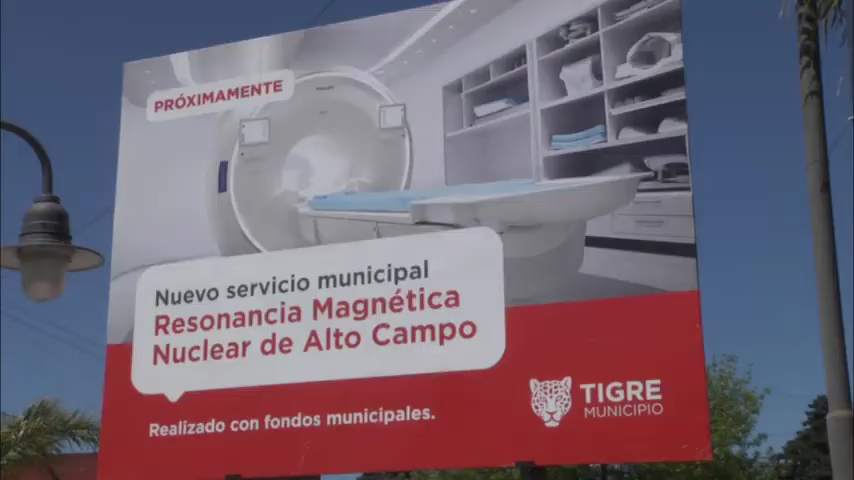 PRÓXIMAMENTE
Nuevo servicio municipal
Resonancia Magnética
Nuclear de Alto Campo
Realizado con fondos municipales.
TIGRE
MUNICIPIO